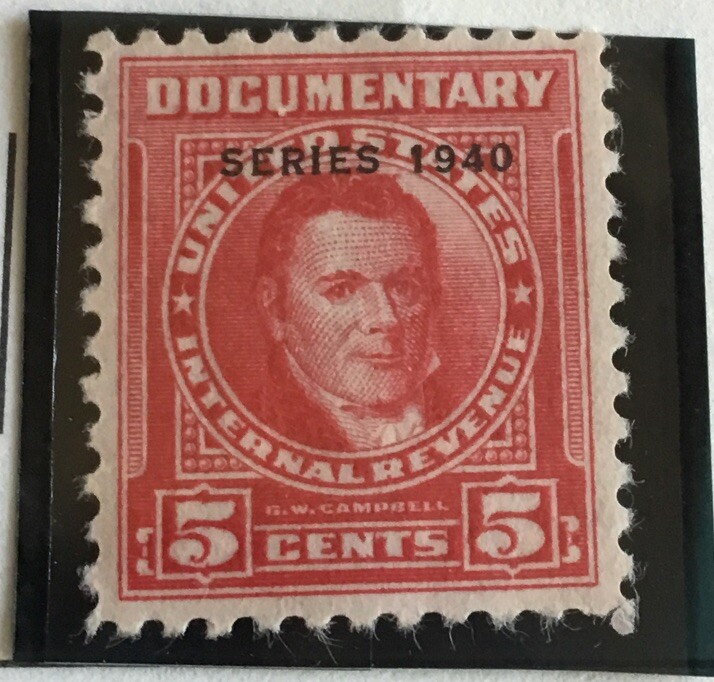 DOCUMENTARY
SERIES 1940
UNITED STATES
INTERNAL REVENUE
G.W. CAMPBELL
5 CENTS 5